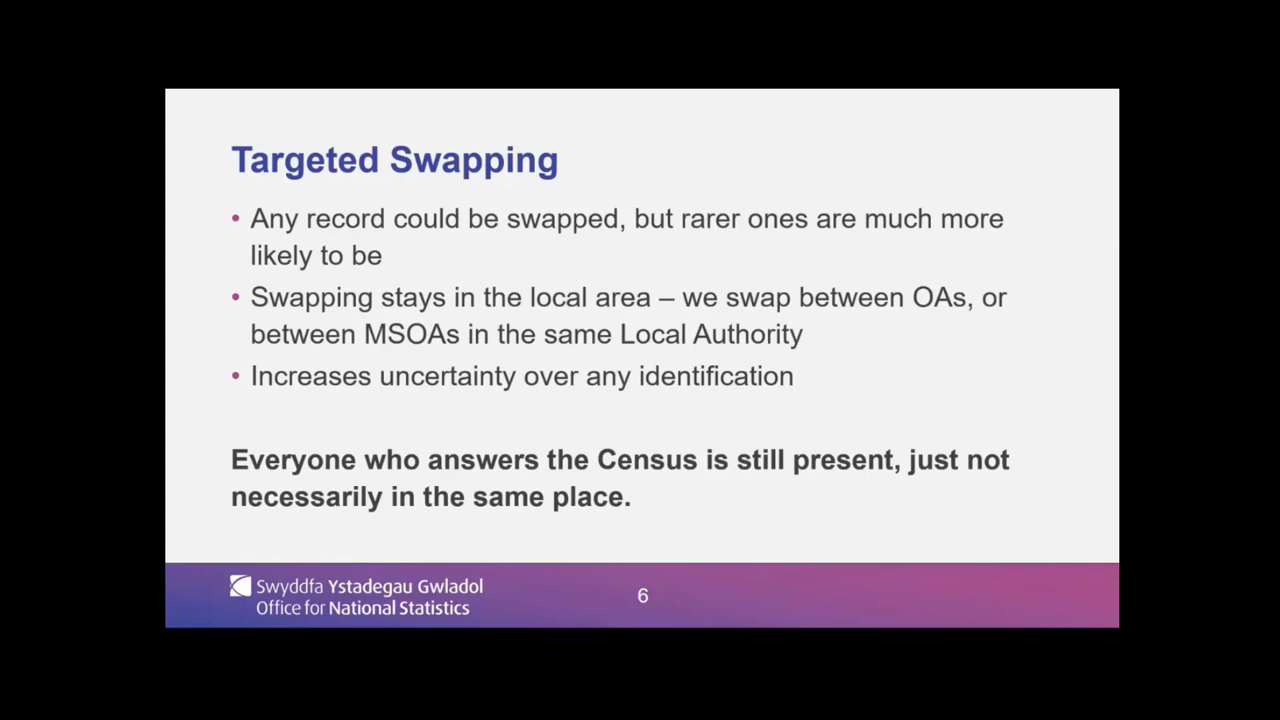 Targeted Swapping
• Any record could be swapped, but rarer ones are much more
likely to be
• Swapping stays in the local area – we swap between OAs, or
between MSOAs in the same Local Authority
• Increases uncertainty over any identification
Everyone who answers the Census is still present, just not
necessarily in the same place.
Swyddfa Ystadegau Gwladol
Office for National Statistics
6